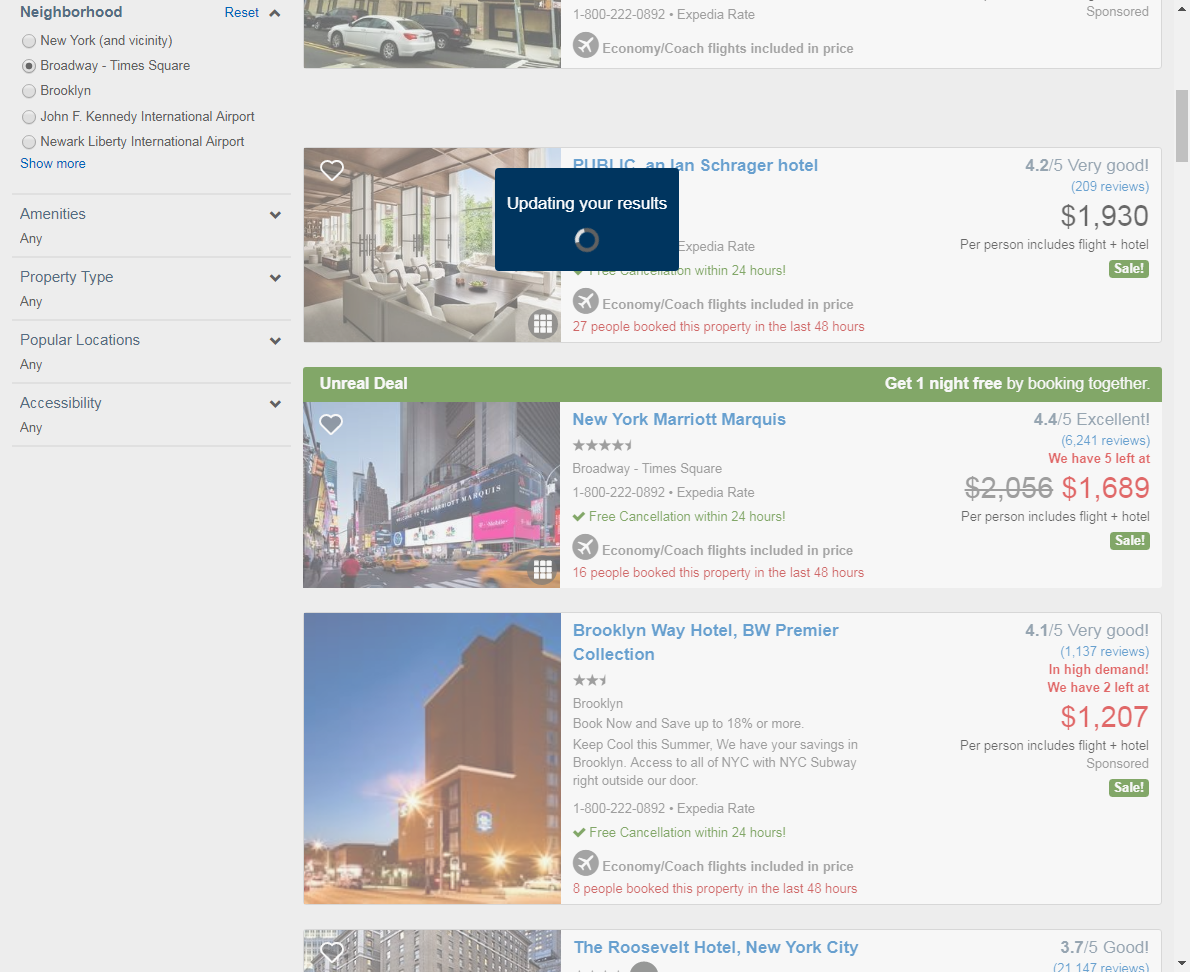 Neighborhood
Reset
New York (and vicinity)
Broadway - Times Square
Brooklyn
John F. Kennedy International Airport
Newark Liberty International Airport
Show more
Amenities
Any
Property Type
Any
Popular Locations
Any
Accessibility
Any
1-800-222-0892 • Expedia Rate
Sponsored
Economy/Coach flights included in price
PUBLIC, an Ian Schrager hotel
4.2/5 Very good!
(209 reviews)
Updating your results
$1,930
Expedia Rate
Per person includes flight + hotel
Free Cancellation within 24 hours!
Sale!
Economy/Coach flights included in price
27 people booked this property in the last 48 hours
Unreal Deal
Get 1 night free by booking together.
New York Marriott Marquis
4.4/5 Excellent!
(6,241 reviews)
We have 5 left at
Broadway - Times Square
$2,056 $1,689
1-800-222-0892 • Expedia Rate
Per person includes flight + hotel
Free Cancellation within 24 hours!
Sale!
Economy/Coach flights included in price
16 people booked this property in the last 48 hours
WELCOME TO THE MARRIOTT MARQUIS
Brooklyn Way Hotel, BW Premier
Collection
4.1/5 Very good!
(1,137 reviews)
In high demand!
We have 2 left at
Brooklyn
$1,207
Book Now and Save up to 18% or more.
Keep Cool this Summer, We have your savings in
Brooklyn. Access to all of NYC with NYC Subway
right outside our door.
Per person includes flight + hotel
Sponsored
Sale!
1-800-222-0892 • Expedia Rate
Free Cancellation within 24 hours!
Economy/Coach flights included in price
8 people booked this property in the last 48 hours
The Roosevelt Hotel, New York City
3.7/5 Good!
(21,147 reviews)